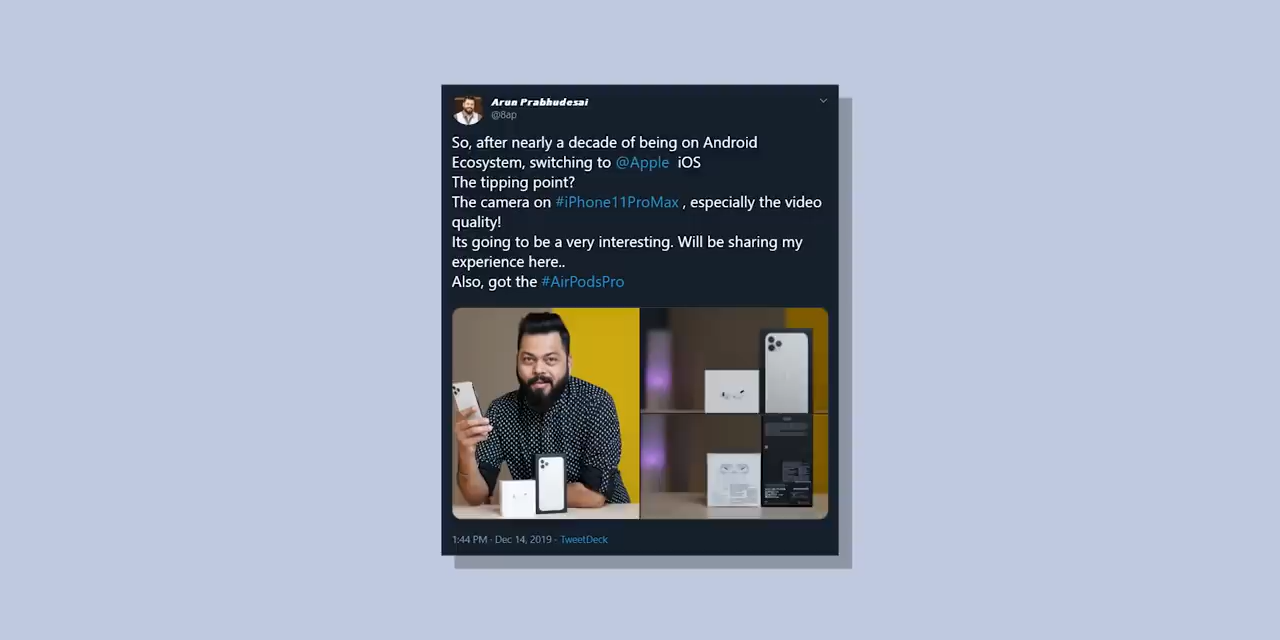 Arun Prabhudesai
@8ap
So, after nearly a decade of being on Android
Ecosystem, switching to @Apple iOS
The tipping point?
The camera on #iPhone11ProMax , especially the video
quality!
Its going to be a very interesting. Will be sharing my
experience here..
Also, got the #AirPodsPro
1:44 PM · Dec 14, 2019 · TweetDeck